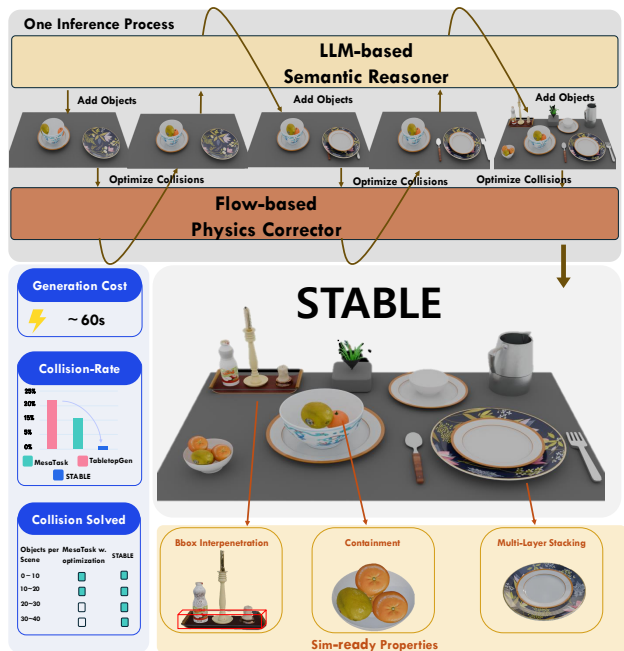 One Inference Process
LLM-based
Semantic Reasoner
Add Objects
Add Objects
Add Objects
Optimize Collisions
Optimize Collisions
Optimize Collisions
Flow-based
Physics Corrector
Generation Cost
~ 60s
Collision-Rate
25%
20%
15%
5%
0%
MesaTask
TabletopGen
STABLE
Collision Solved
Objects per
Scene
MesaTask w.
optimization
STABLE
0~10
10~20
20~30
30~40
STABLE
Bbox Interpenetration
Containment
Multi-Layer Stacking
Sim-ready Properties